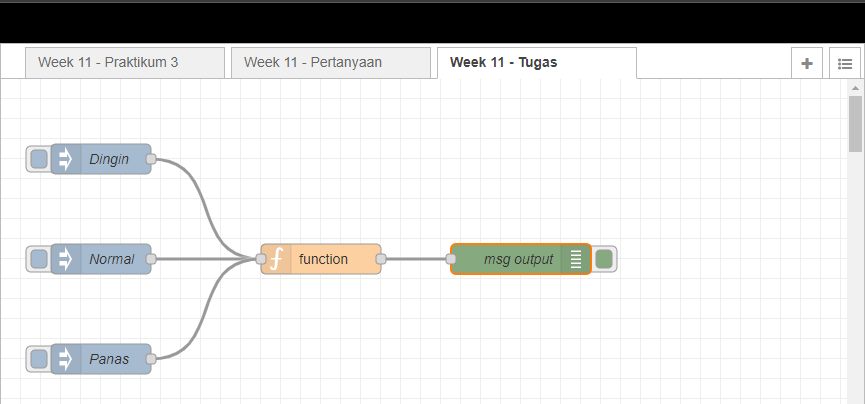 Week 11 - Praktikum 3
Week 11 - Pertanyaan
Week 11 - Tugas
Dingin
Normal
function
msg output
Panas